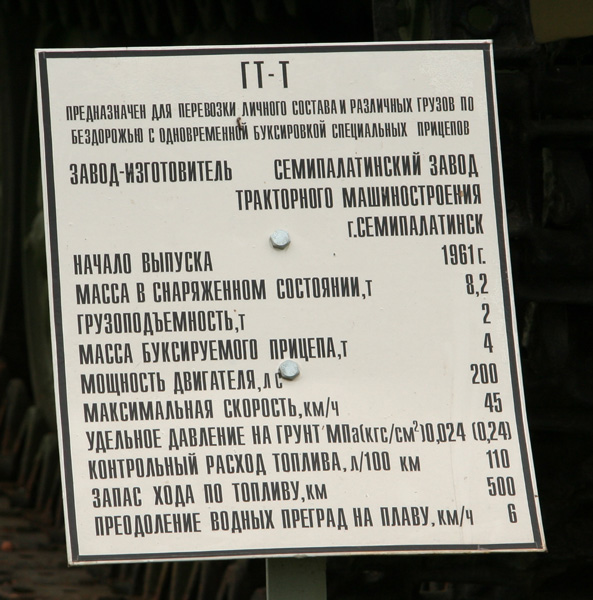 ГТ-Т
ПРЕДНАЗНАЧЕН ДЛЯ ПЕРЕВОЗКИ ЛИЧНОГО СОСТАВА И РАЗЛИЧНЫХ ГРУЗОВ ПО
БЕЗДОРОЖЬЮ С ОДНОВРЕМЕННОЙ БУКСИРОВКОЙ СПЕЦИАЛЬНЫХ ПРИЦЕПОВ
ЗАВОД-ИЗГОТОВИТЕЛЬ СЕМИПАЛАТИНСКИЙ ЗАВОД
ТРАКТОРНОГО МАШИНОСТРОЕНИЯ
г.СЕМИПАЛАТИНСК
НАЧАЛО ВЫПУСКА 1961г.
МАССА В СНАРЯЖЕННОМ СОСТОЯНИИ,т 8,2
ГРУЗОПОДЪЕМНОСТЬ,т 2
МАССА БУКСИРУЕМОГО ПРИЦЕПА,т 4
МОЩНОСТЬ ДВИГАТЕЛЯ,л с 200
МАКСИМАЛЬНАЯ СКОРОСТЬ,км/ч 45
УДЕЛЬНОЕ ДАВЛЕНИЕ НА ГРУНТ МПа(кгс/см²)0,024 (0,24)
КОНТРОЛЬНЫЙ РАСХОД ТОПЛИВА,л/100 км 110
ЗАПАС ХОДА ПО ТОПЛИВУ,км 500
ПРЕОДОЛЕНИЕ ВОДНЫХ ПРЕГРАД НА ПЛАВУ,км/ч 6